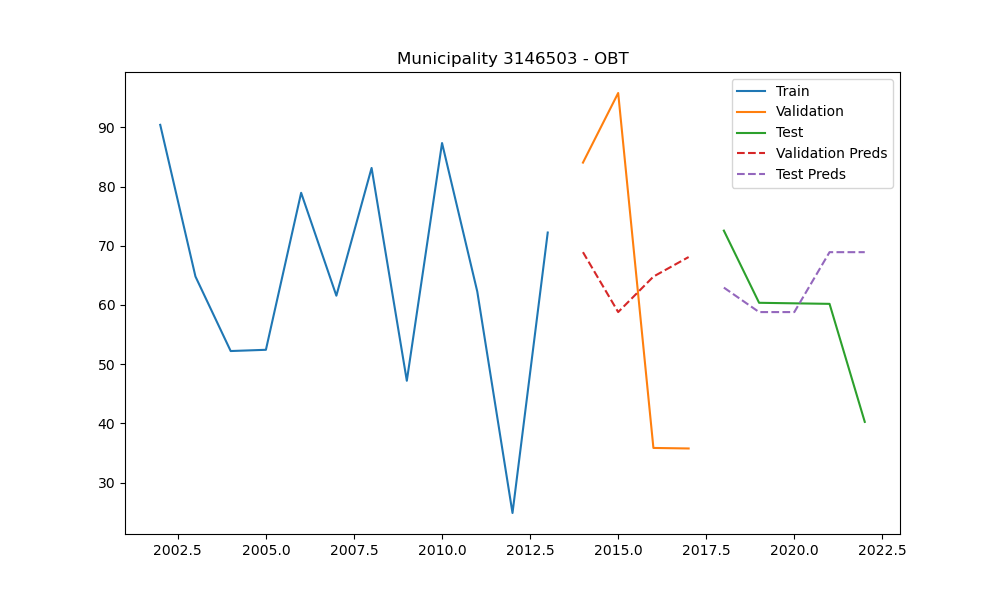 Municipality 3146503 - OBT
Train
Validation
Test
Validation Preds
Test Preds
90
80
70
60
50
40
30
2002.5 2005.0 2007.5 2010.0 2012.5 2015.0 2017.5 2020.0 2022.5